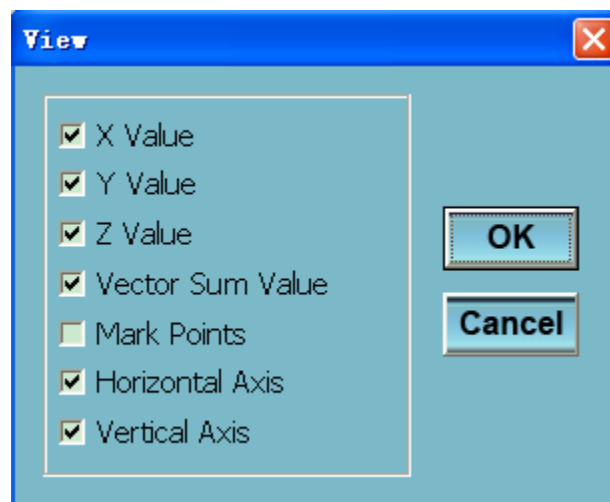 View
X Value
Y Value
Z Value
Vector Sum Value
Mark Points
Horizontal Axis
Vertical Axis
OK
Cancel